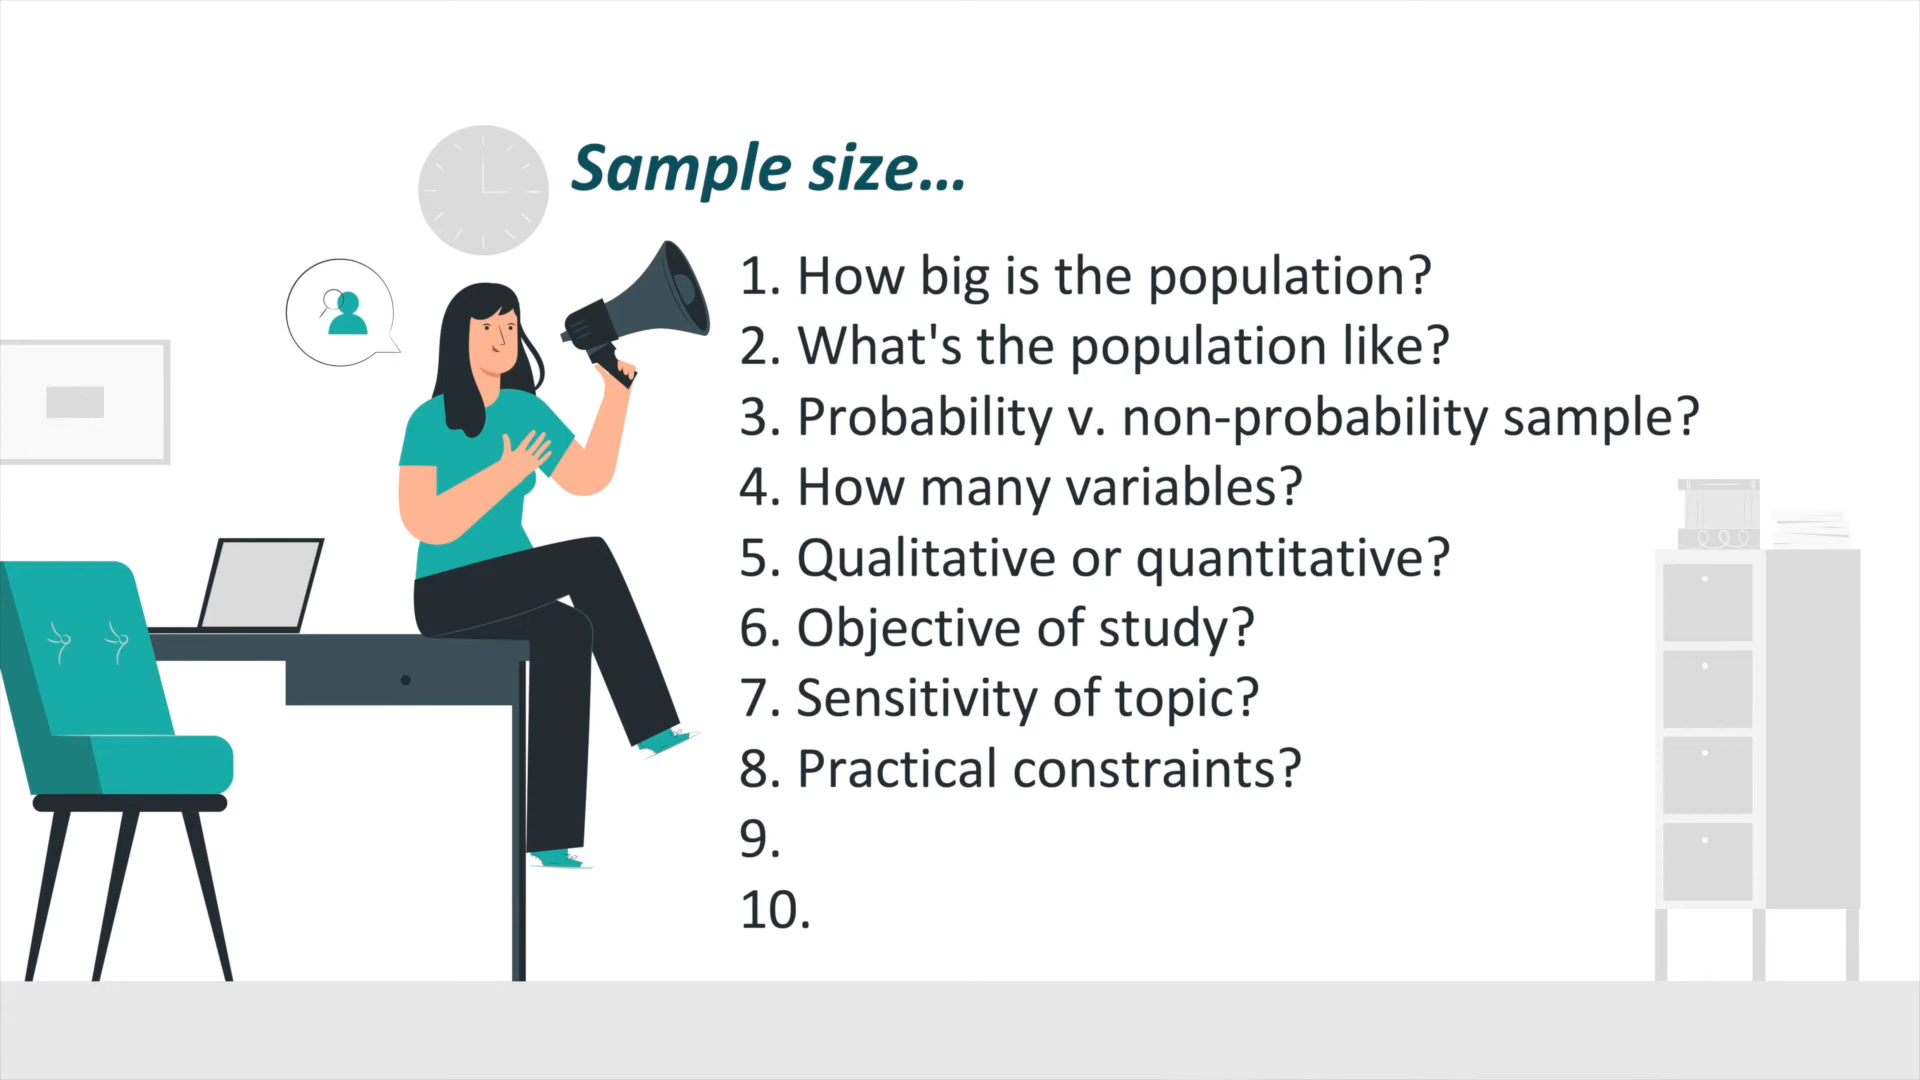 Sample size...
1. How big is the population?
2. What's the population like?
3. Probability v. non-probability sample?
4. How many variables?
5. Qualitative or quantitative?
6. Objective of study?
7. Sensitivity of topic?
8. Practical constraints?
9.
10.